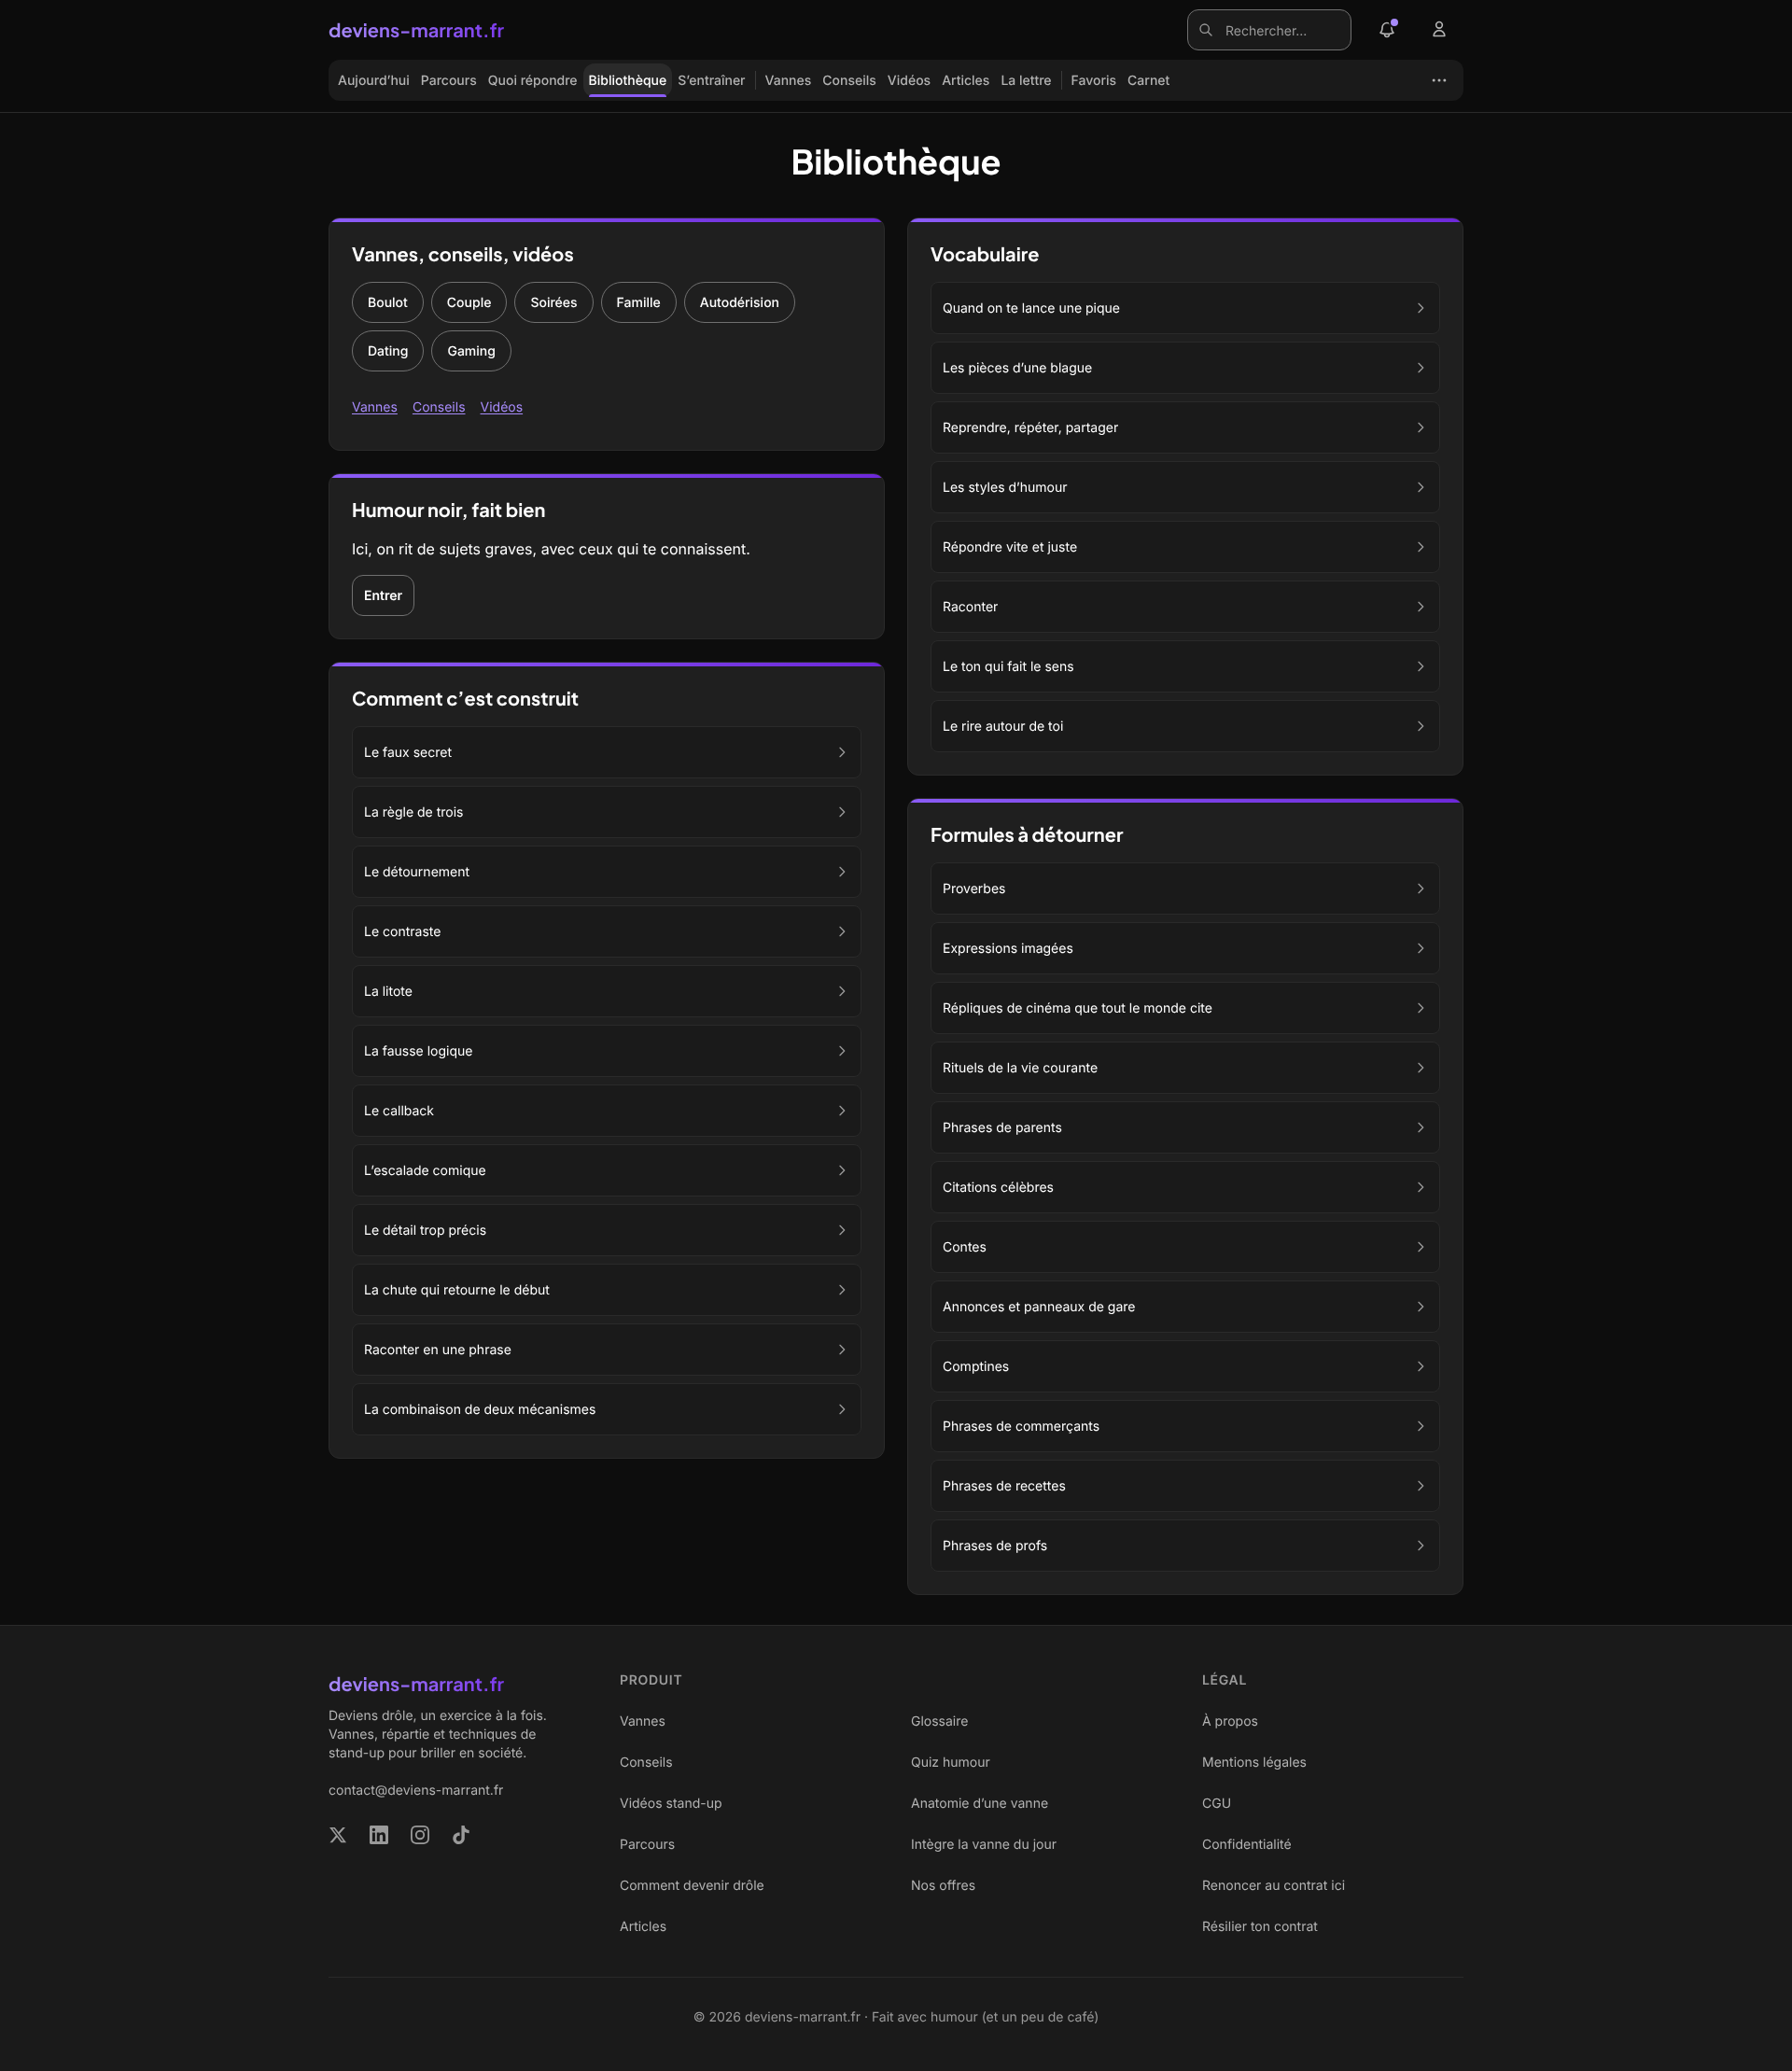 deviens-marrant.fr
Rechercher...
Aujourd’hui Parcours Quoi répondre Bibliothèque S’entraîner Vannes Conseils Vidéos Articles La lettre Favoris Carnet
Bibliothèque
Vannes, conseils, vidéos
Boulot Couple Soirées Famille Autodérision
Dating Gaming
Vannes Conseils Vidéos
Humour noir, fait bien
Ici, on rit de sujets graves, avec ceux qui te connaissent.
Entrer
Comment c’est construit
Le faux secret
La règle de trois
Le détournement
Le contraste
La litote
La fausse logique
Le callback
L’escalade comique
Le détail trop précis
La chute qui retourne le début
Raconter en une phrase
La combinaison de deux mécanismes
Vocabulaire
Quand on te lance une pique
Les pièces d’une blague
Reprendre, répéter, partager
Les styles d’humour
Répondre vite et juste
Raconter
Le ton qui fait le sens
Le rire autour de toi
Formules à détourner
Proverbes
Expressions imagées
Répliques de cinéma que tout le monde cite
Rituels de la vie courante
Phrases de parents
Citations célèbres
Contes
Annonces et panneaux de gare
Comptines
Phrases de commerçants
Phrases de recettes
Phrases de profs
deviens-marrant.fr
Deviens drôle, un exercice à la fois.
Vannes, répartie et techniques de
stand-up pour briller en société.
contact@deviens-marrant.fr
PRODUIT
Vannes
Conseils
Vidéos stand-up
Parcours
Comment devenir drôle
Articles
Glossaire
Quiz humour
Anatomie d’une vanne
Intègre la vanne du jour
Nos offres
LÉGAL
À propos
Mentions légales
CGU
Confidentialité
Renoncer au contrat ici
Résilier ton contrat
© 2026 deviens-marrant.fr · Fait avec humour (et un peu de café)